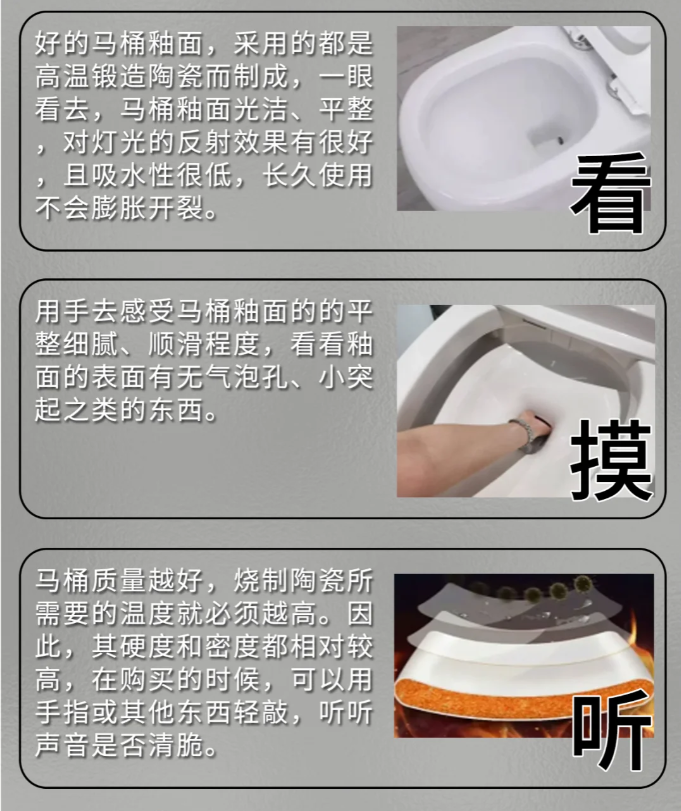 好的马桶釉面，采用的都是
高温锻造陶瓷而制成，一眼
看去，马桶釉面光洁、平整
，对灯光的反射效果有很好
，且吸水性很低，长久使用
不会膨胀开裂。
看
用手去感受马桶釉面的的平
整细腻、顺滑程度，看看釉
面的表面有无气泡孔、小突
起之类的东西。
摸
马桶质量越好，烧制陶瓷所
需要的温度就必须越高。因
此，其硬度和密度都相对较
高，在购买的时候，可以用
手指或其他东西轻敲，听听
声音是否清脆。
听